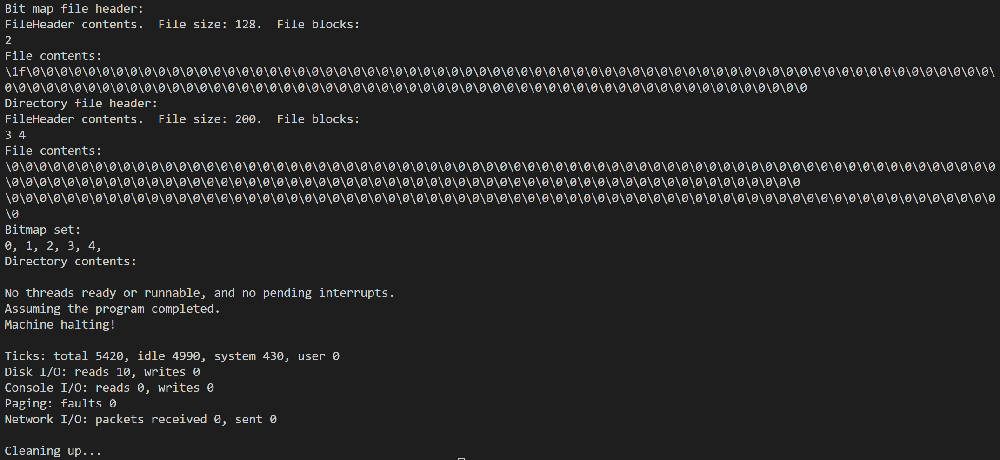 Bit map file header:
FileHeader contents.  File size: 128.  File blocks:
2
File contents:
\1f\0\0\0\0\0\0\0\0\0\0\0\0\0\0\0\0\0\0\0\0\0\0\0\0\0\0\0\0\0\0\0\0\0\0\0\0\0\0\0\0\0\0\0\0\0\0\0\0\0\0\0\0\0\0\0\0\0\0\0\0\0\0\0\0\0\0\0\0\0\
0\0\0\0\0\0\0\0\0\0\0\0\0\0\0\0\0\0\0\0\0\0\0\0\0\0\0\0\0\0\0\0\0\0\0\0\0\0\0\0\0\0\0\0\0\0\0\0\0\0\0\0\0\0\0\0\0\0
Directory file header:
FileHeader contents.  File size: 200.  File blocks:
3 4
File contents:
\0\0\0\0\0\0\0\0\0\0\0\0\0\0\0\0\0\0\0\0\0\0\0\0\0\0\0\0\0\0\0\0\0\0\0\0\0\0\0\0\0\0\0\0\0\0\0\0\0\0\0\0\0\0\0\0\0\0\0\0\0\0\0\0\0\0\0\0\0\0\0
\0\0\0\0\0\0\0\0\0\0\0\0\0\0\0\0\0\0\0\0\0\0\0\0\0\0\0\0\0\0\0\0\0\0\0\0\0\0\0\0\0\0\0\0\0\0\0\0\0\0\0\0\0\0\0\0\0
\0\0\0\0\0\0\0\0\0\0\0\0\0\0\0\0\0\0\0\0\0\0\0\0\0\0\0\0\0\0\0\0\0\0\0\0\0\0\0\0\0\0\0\0\0\0\0\0\0\0\0\0\0\0\0\0\0\0\0\0\0\0\0\0\0\0\0\0\0\0\0
\0
Bitmap set:
0, 1, 2, 3, 4,
Directory contents:

No threads ready or runnable, and no pending interrupts.
Assuming the program completed.
Machine halting!

Ticks: total 5420, idle 4990, system 430, user 0
Disk I/O: reads 10, writes 0
Console I/O: reads 0, writes 0
Paging: faults 0
Network I/O: packets received 0, sent 0

Cleaning up...